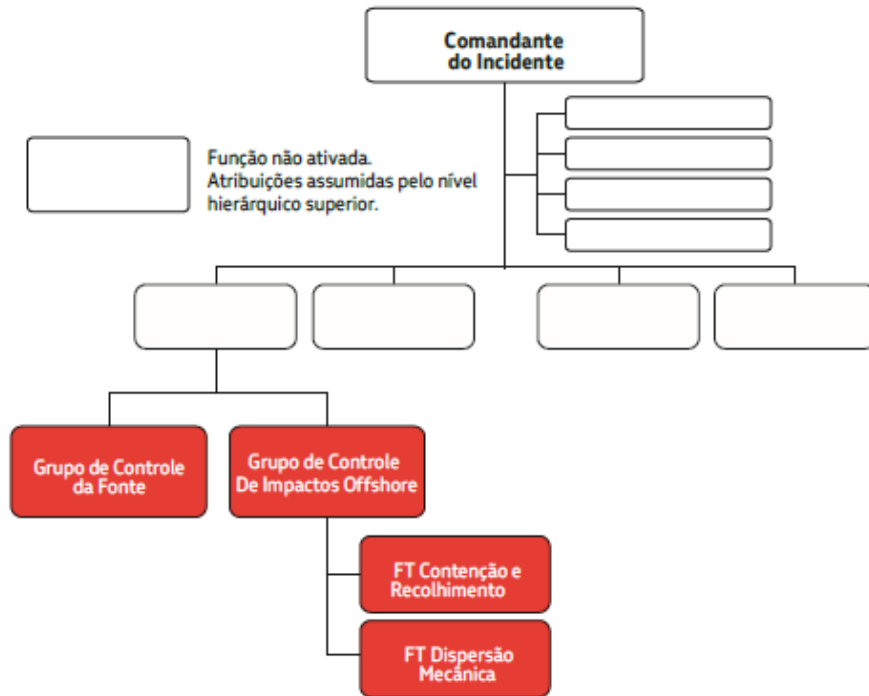 Comandante
do Incidente
Função não ativada.
Atribuições assumidas pelo nível
hierárquico superior.
Grupo de Controle
da Fonte
Grupo de Controle
De Impactos Offshore
FT Contenção e
Recolhimento
FT Dispersão
Mecânica